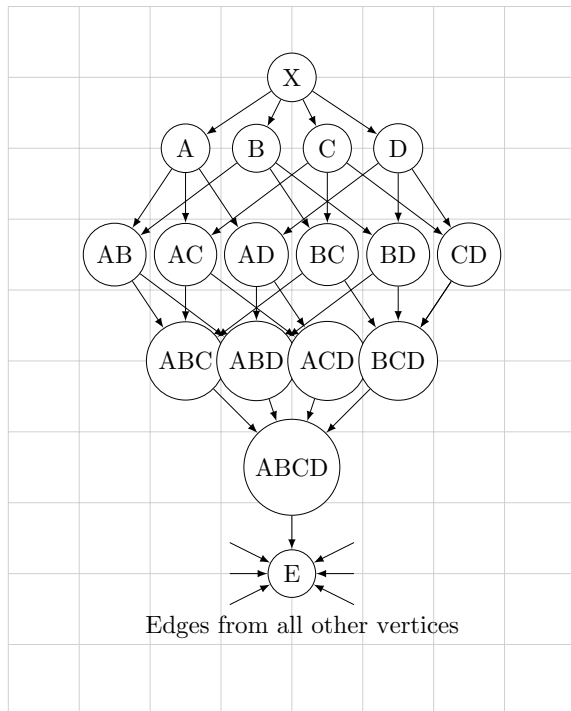 X
A B C D
AB AC AD BC BD CD
ABC ABD ACD BCD
ABCD
E
Edges from all other vertices